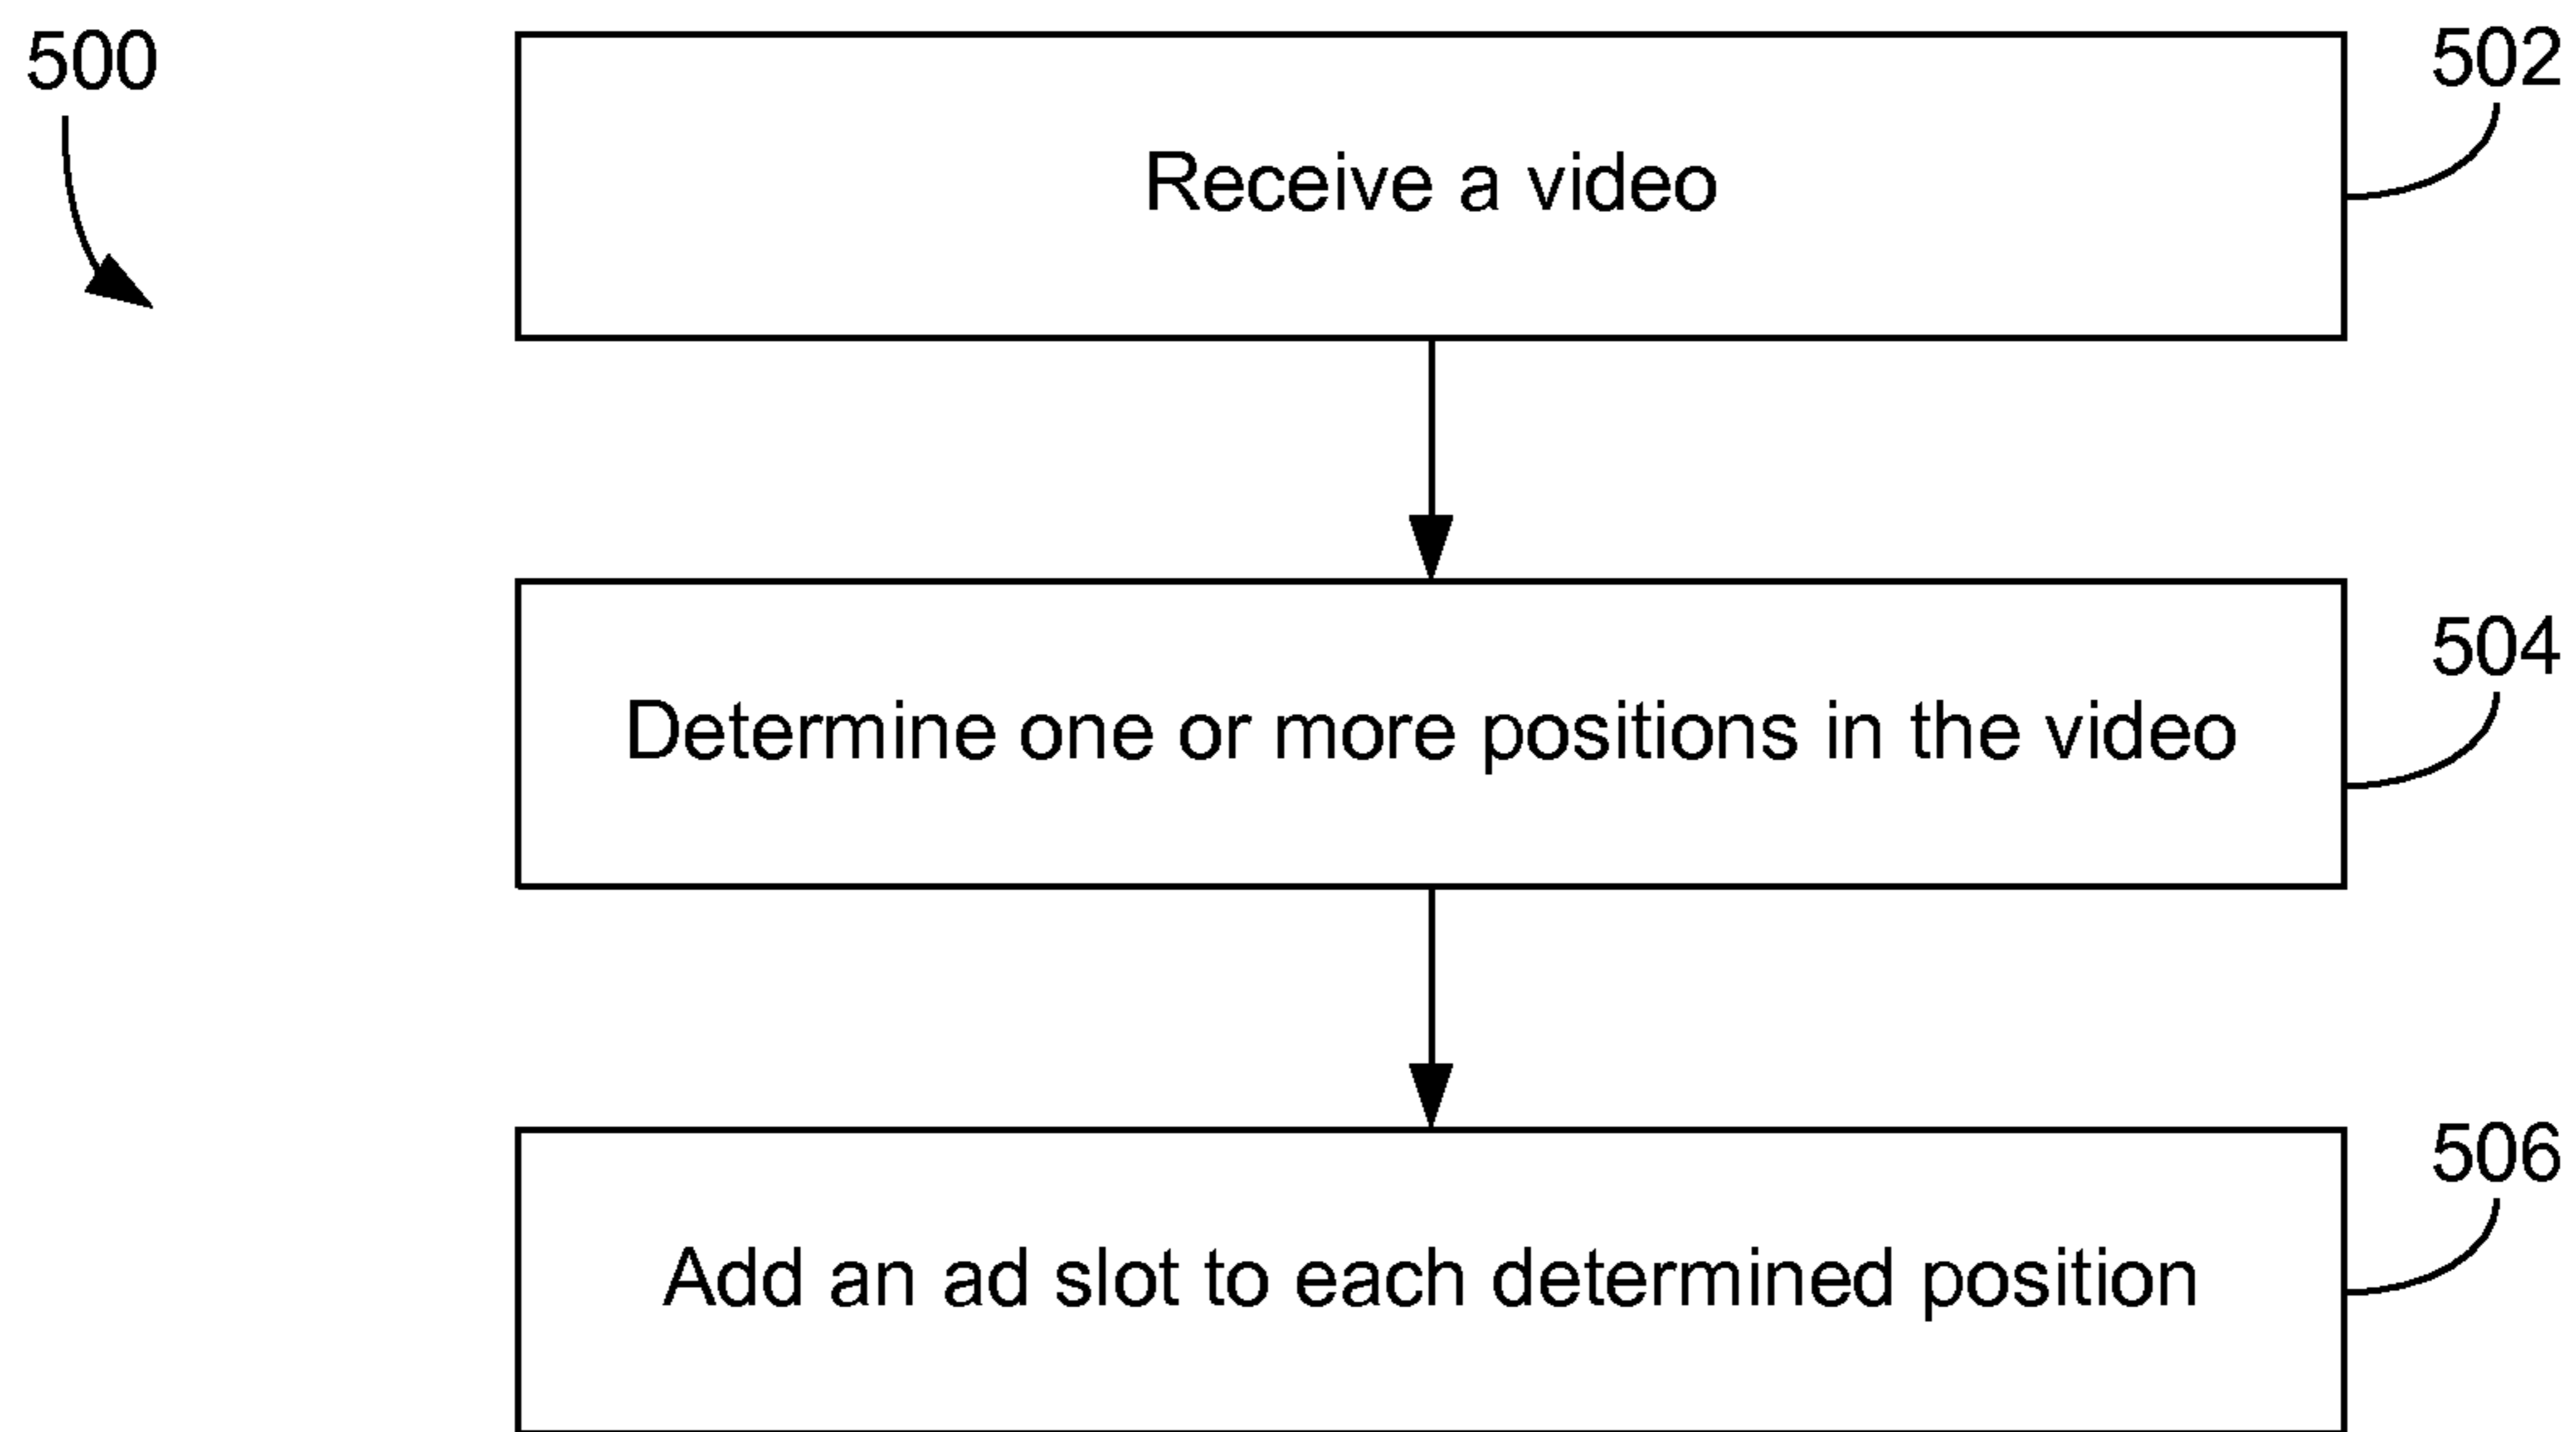 500
502
Receive a video
504
Determine one or more positions in the video
506
Add an ad slot to each determined position